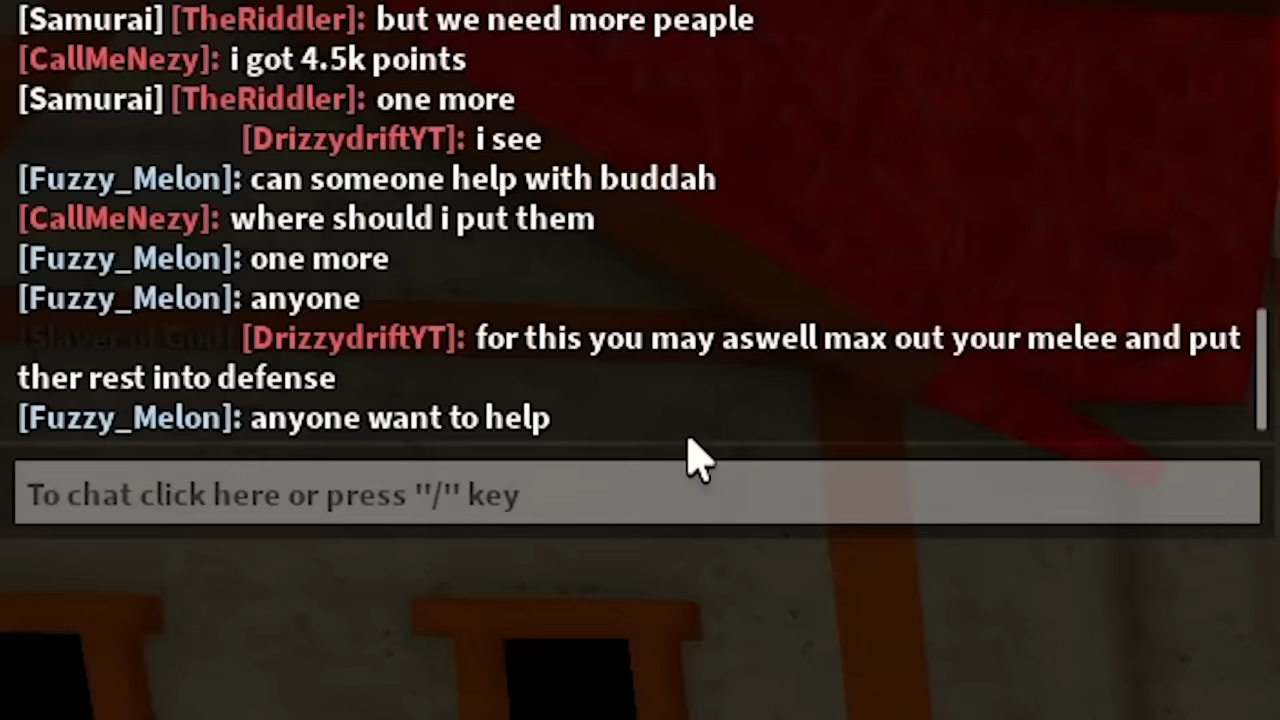 [Samurai] [TheRiddler]: but we need more peaple
[CallMeNezy]: i got 4.5k points
[Samurai] [TheRiddler]: one more
[DrizzydriftYT]: i see
[Fuzzy_Melon]: can someone help with buddah
[CallMeNezy]: where should i put them
[Fuzzy_Melon]: one more
[Fuzzy_Melon]: anyone
[Slayer of God] [DrizzydriftYT]: for this you may aswell max out your melee and put
ther rest into defense
[Fuzzy_Melon]: anyone want to help
To chat click here or press "/" key